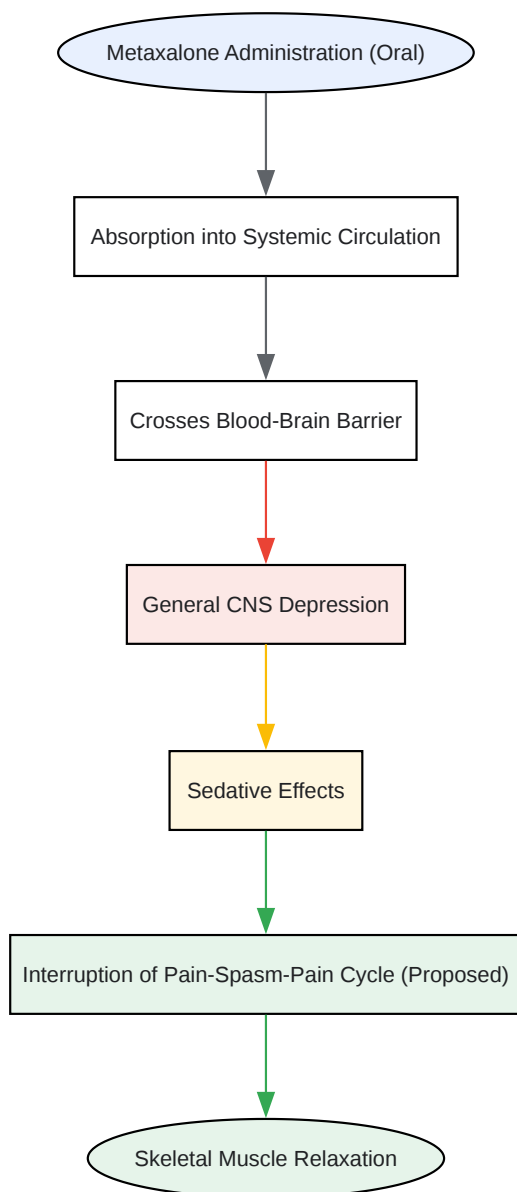 Metaxalone Administration (Oral)
Absorption into Systemic Circulation
Crosses Blood-Brain Barrier
General CNS Depression
Sedative Effects
Interruption of Pain-Spasm-Pain Cycle (Proposed)
Skeletal Muscle Relaxation